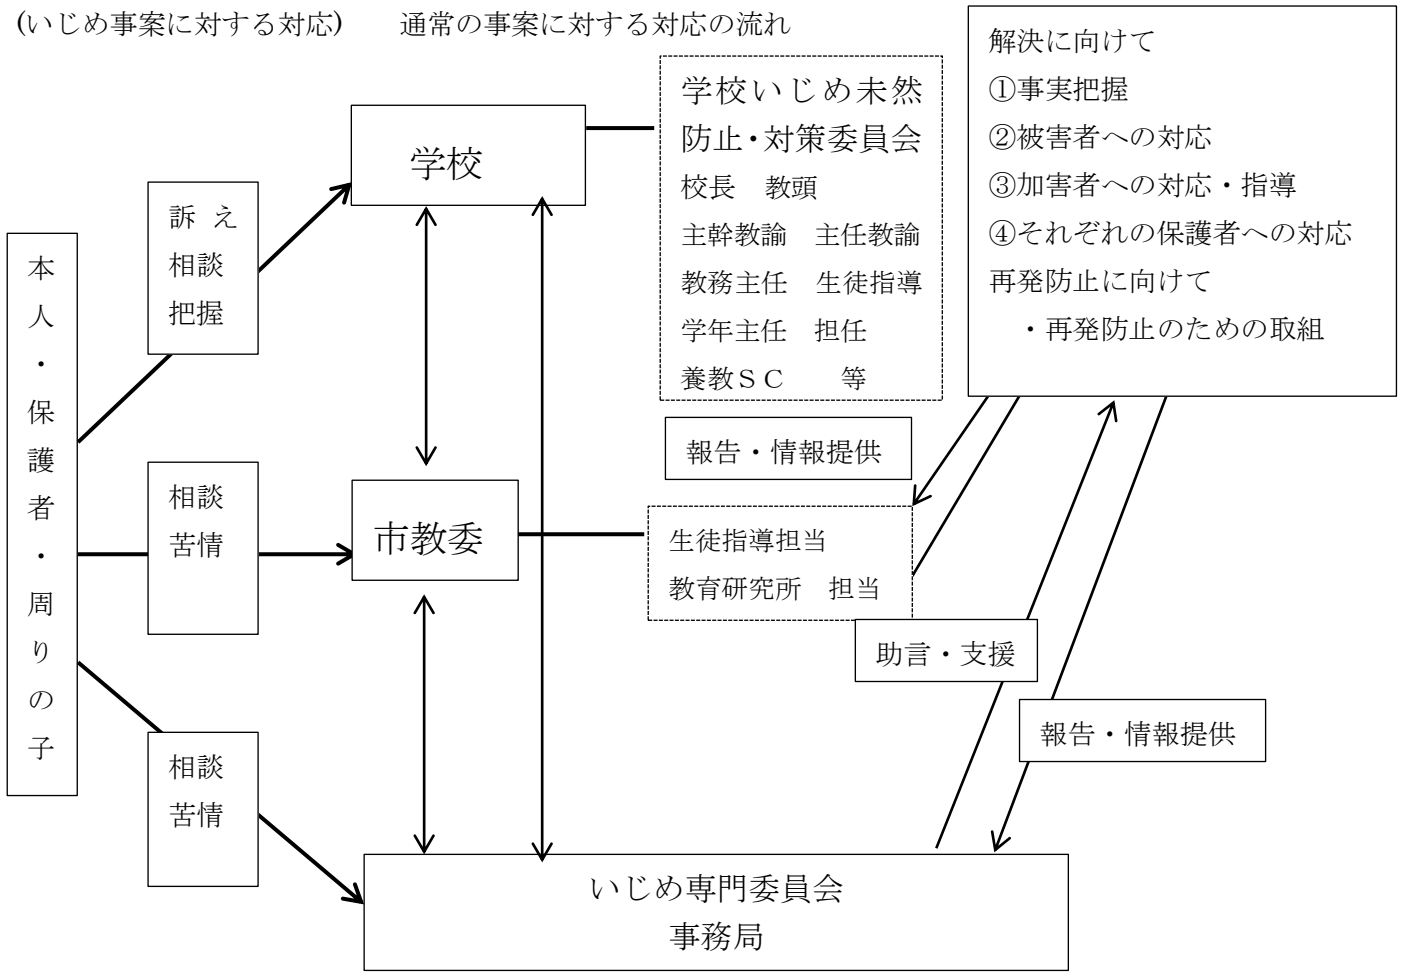 (いじめ事案に対する対応)　　通常の事案に対する対応の流れ
本人・保護者・周りの子
訴 え
相談
把握
相談
苦情
相談
苦情
学校
市教委
いじめ専門委員会
事務局
学校いじめ未然
防止・対策委員会
校長　教頭
主幹教諭　主任教諭
教務主任　生徒指導
学年主任　担任
養教ＳＣ　　等
報告・情報提供
生徒指導担当
教育研究所　担当
助言・支援
報告・情報提供
解決に向けて
①事実把握
②被害者への対応
③加害者への対応・指導
④それぞれの保護者への対応
再発防止に向けて
・再発防止のための取組